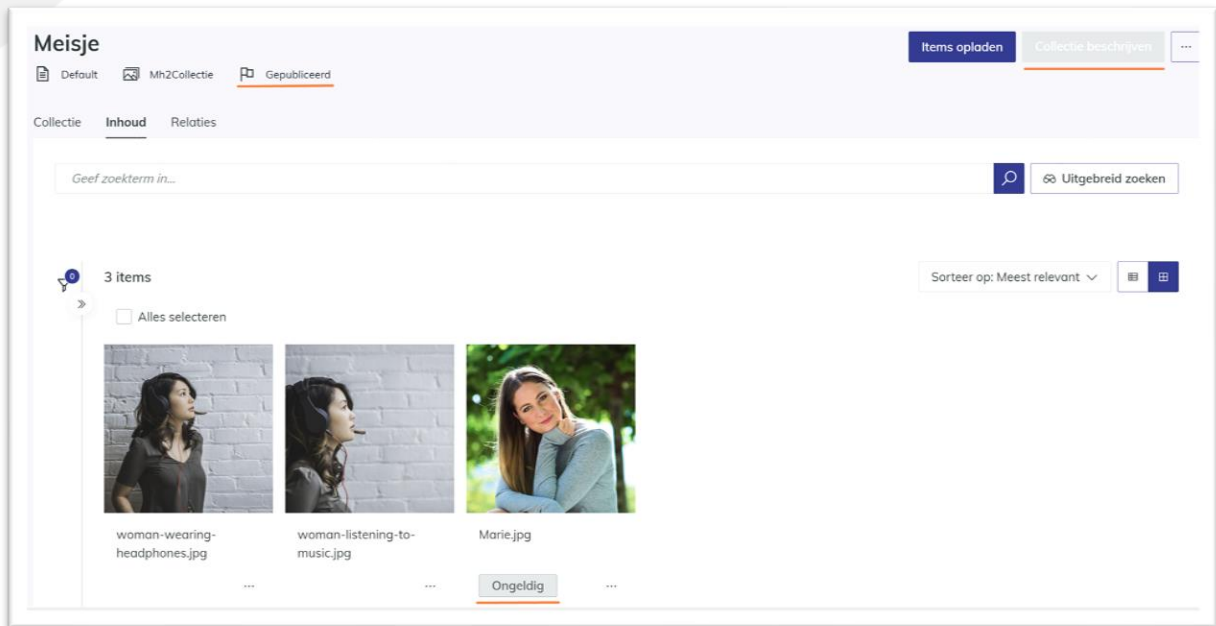 Meisje
Items opladen
Collectie beschrijven
...
Default
Mh2Collectie
Gepubliceerd
Collectie
Inhoud
Relaties
Geef zoekterm in...
Uitgebreid zoeken
0
3 items
Sorteer op: Meest relevant
Alles selecteren
woman-wearing-
headphones.jpg
woman-listening-to-
music.jpg
Marie.jpg
...
...
Ongeldig
...